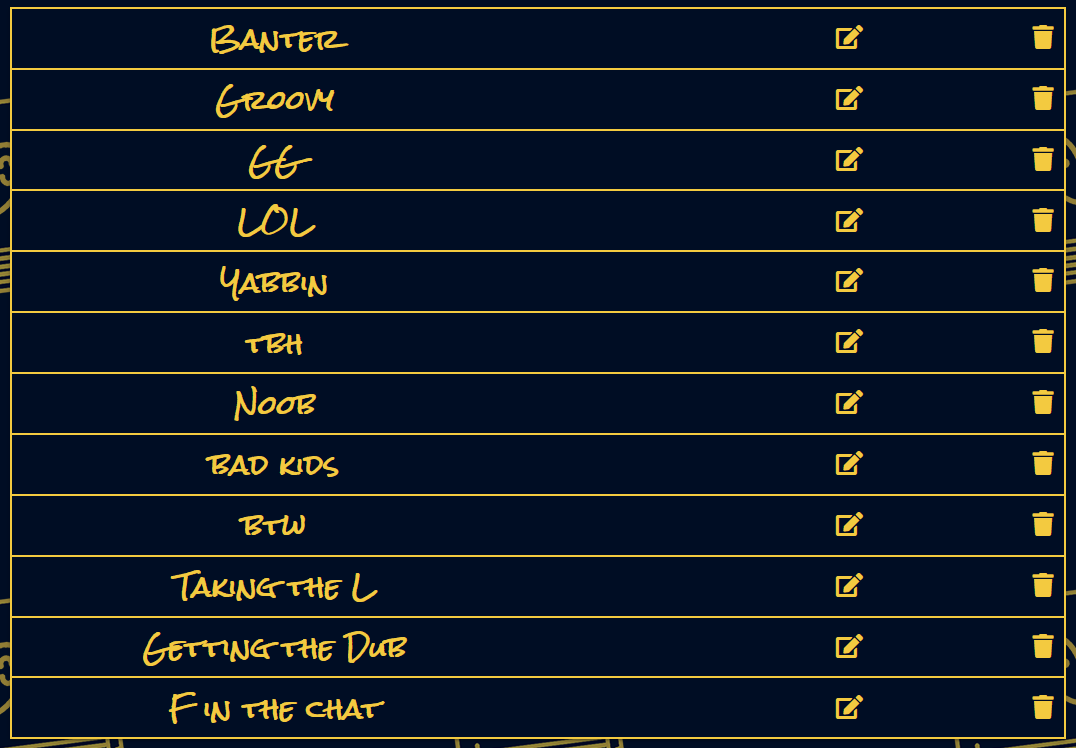 Banter
Groovy
GG
LOL
Yabbin
tbh
Noob
bad kids
btw
Taking the L
Getting the Dub
F in the chat